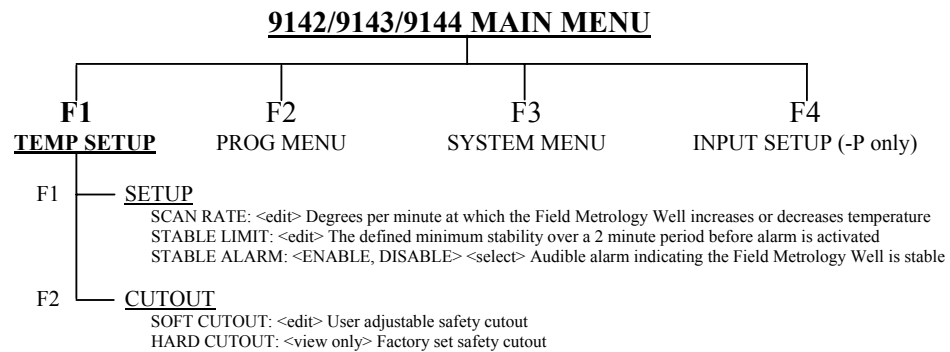 9142/9143/9144 MAIN MENU
F1 F2 F3 F4
TEMP SETUP PROG MENU SYSTEM MENU INPUT SETUP (-P only)
F1 SETUP
SCAN RATE: <edit> Degrees per minute at which the Field Metrology Well increases or decreases temperature
STABLE LIMIT: <edit> The defined minimum stability over a 2 minute period before alarm is activated
STABLE ALARM: <ENABLE, DISABLE> <select> Audible alarm indicating the Field Metrology Well is stable
F2 CUTOUT
SOFT CUTOUT: <edit> User adjustable safety cutout
HARD CUTOUT: <view only> Factory set safety cutout